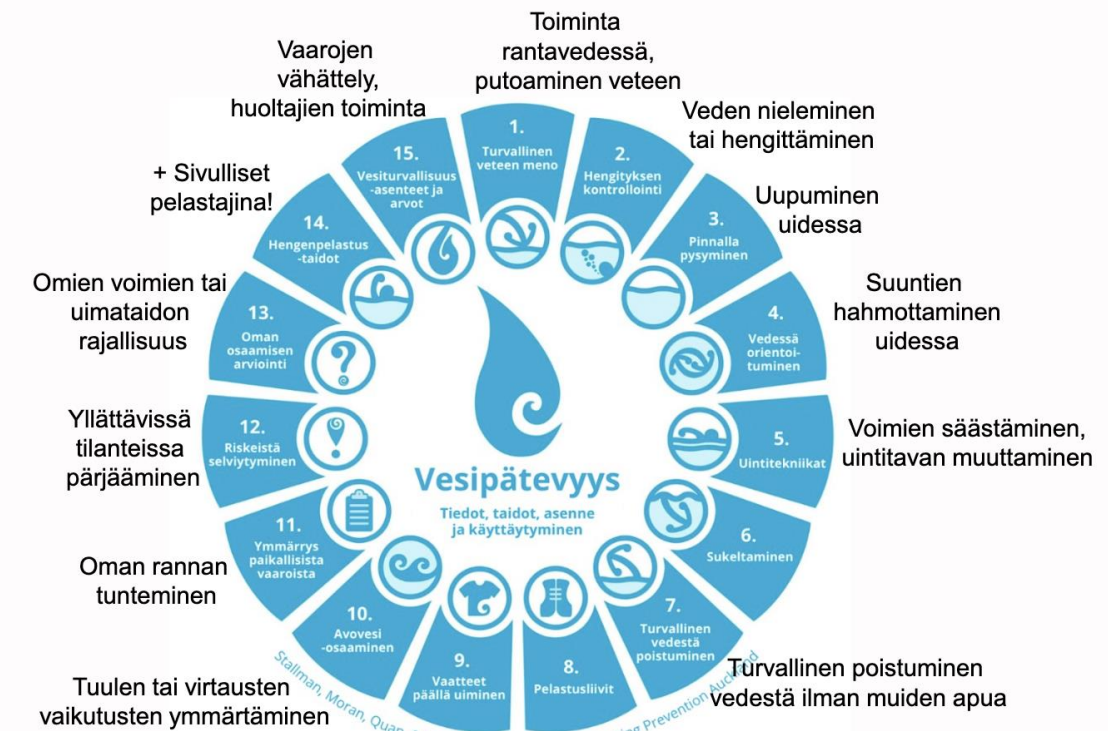 Toiminta
rantavedessä,
putoaminen veteen
Vaarojen
vähättely,
huoltajien toiminta
Veden nieleminen
tai hengittäminen
+ Sivulliset
pelastajina!
Uupuminen
uidessa
Omien voimien tai
uimataidon
rajallisuus
Suuntien
hahmottaminen
uidessa
Yllättävissä
tilanteissa
pärjääminen
Voimien säästäminen,
uintitavan muuttaminen
Oman rannan
tunteminen
Tuulen tai virtausten
vaikutusten ymmärtäminen
Turvallinen poistuminen
vedestä ilman muiden apua
1.
Turvallinen
veteen meno
2.
Hengityksen
kontrollointi
3.
Pinnalla
pysyminen
4.
Vedessä
orientoi-
tuminen
5.
Uintitekniikat
6.
Sukeltaminen
7.
Turvallinen
vedestä
poistuminen
8.
Pelastusliivit
9.
Vaatteet
päällä uiminen
10.
Avovesi
-osaaminen
11.
Ymmärrys
paikallisista
vaaroista
12.
Riskeistä
selviytyminen
13.
Oman
osaamisen
arviointi
14.
Hengenpelastus
-taidot
15.
Vesiturvallisuus
-asenteet ja
arvot
Vesipätevyys
Tiedot, taidot, asenne
ja käyttäytyminen
Stallman, Moran,
Prevention